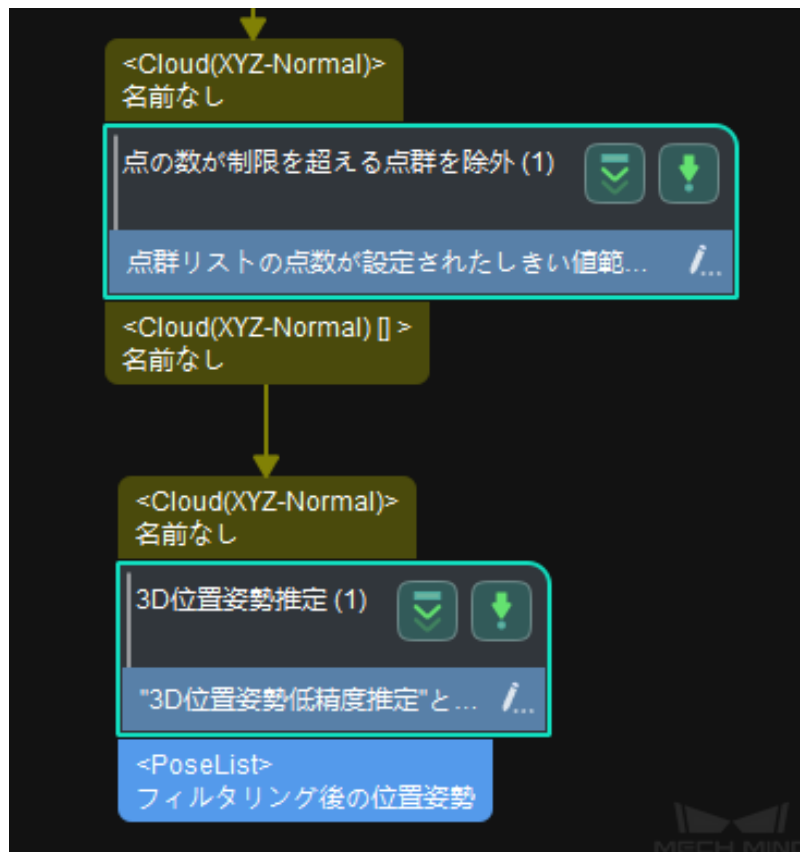 <Cloud(XYZ-Normal)>
名前なし
点の数が制限を超える点群を除外 (1)
点群リストの点数が設定されたしきい値範...
<Cloud(XYZ-Normal) [] >
名前なし
<Cloud(XYZ-Normal)>
名前なし
3D位置姿勢推定 (1)
"3D位置姿勢低精度推定"と...
<PoseList>
フィルタリング後の位置姿勢
MECH MIND